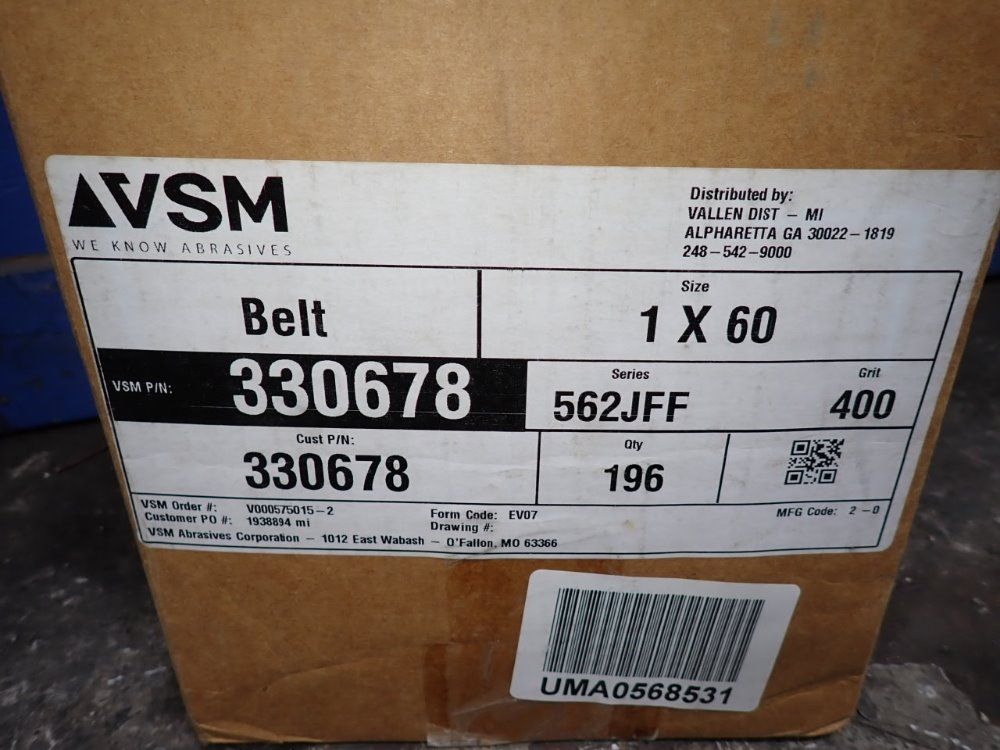 VSM
WE KNOW ABRASIVES
Distributed by:
VALLEN DIST – MI
ALPHARETTA GA 30022–1819
248–542–9000
Belt
Size
1 X 60
VSM P/N:
330678
Series
562JFF
Grit
400
Cust P/N:
330678
Qty
196
VSM Order #: V000575015–2
Customer PO #: 1938894 mi
Form Code: EV07
Drawing #:
MFG Code: 2 –0
VSM Abrasives Corporation – 1012 East Wabash – O'Fallon, MO 63366
UMA0568531